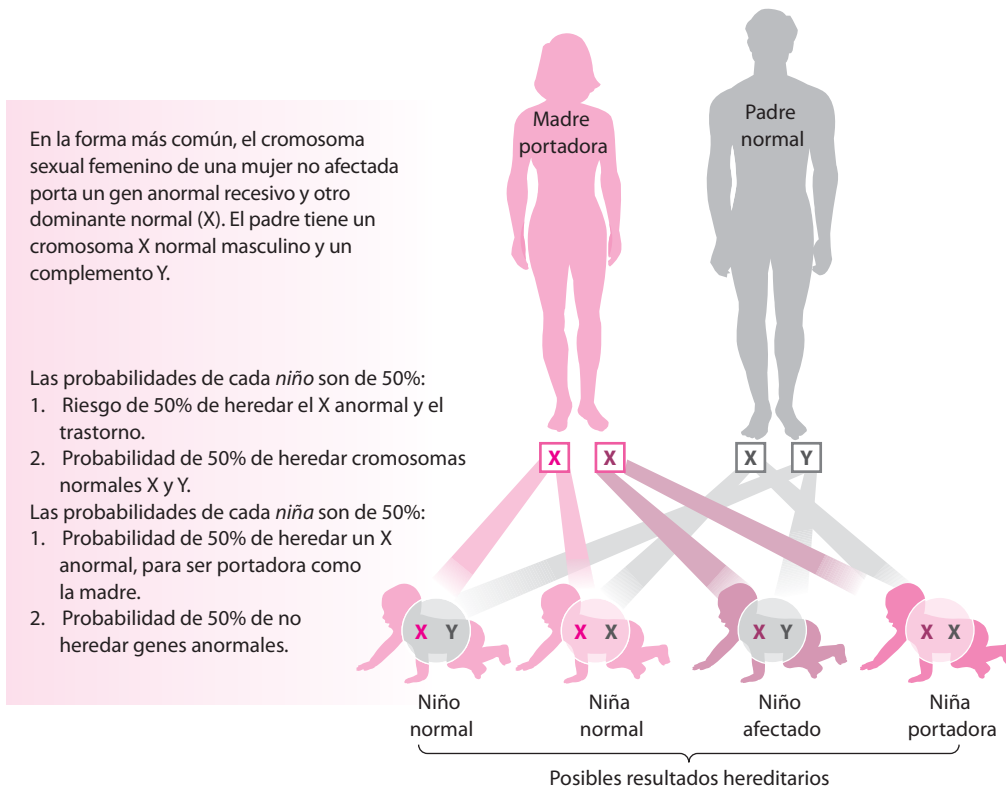 En la forma más común, el cromosoma
sexual femenino de una mujer no afectada
porta un gen anormal recesivo y otro
dominante normal (X). El padre tiene un
cromosoma X normal masculino y un
complemento Y.
Las probabilidades de cada niño son de 50%:
1. Riesgo de 50% de heredar el X anormal y el
trastorno.
2. Probabilidad de 50% de heredar cromosomas
normales X y Y.
Las probabilidades de cada niña son de 50%:
1. Probabilidad de 50% de heredar un X
anormal, para ser portadora como
la madre.
2. Probabilidad de 50% de no
heredar genes anormales.
Madre
portadora
Padre
normal
X X X Y
X Y X X X Y X X
Niño
normal
Niña
normal
Niño
afectado
Niña
portadora
Posibles resultados hereditarios